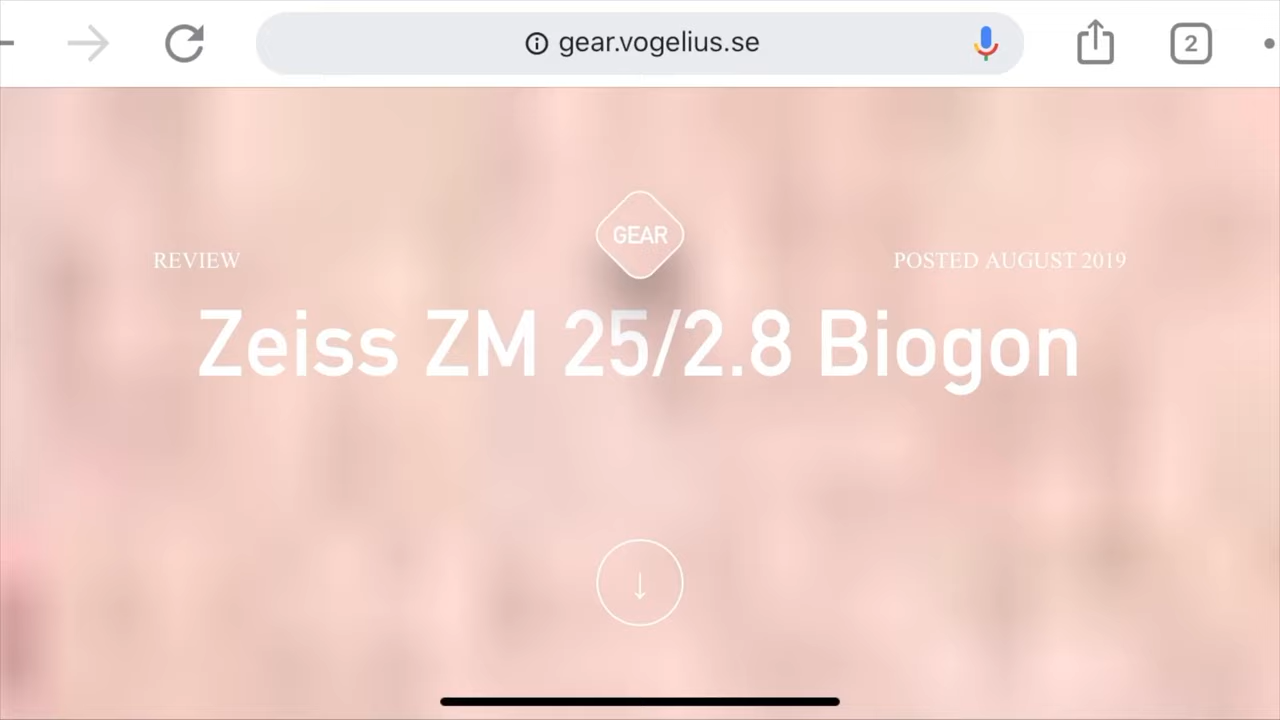 gear.vogelius.se
2
GEAR
REVIEW
POSTED AUGUST 2019
Zeiss ZM 25/2.8 Biogon